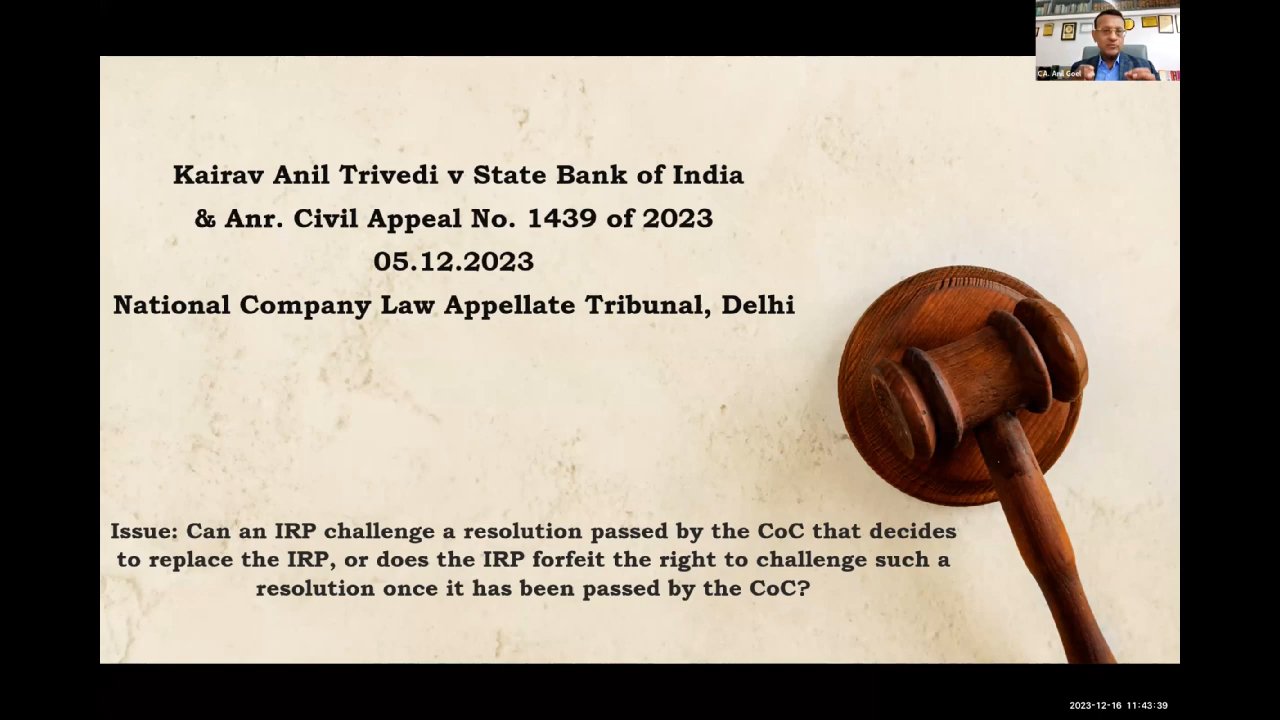 CA. Anil Goel
Kairav Anil Trivedi v State Bank of India
& Anr. Civil Appeal No. 1439 of 2023
05.12.2023
National Company Law Appellate Tribunal, Delhi
Issue: Can an IRP challenge a resolution passed by the CoC that decides
to replace the IRP, or does the IRP forfeit the right to challenge such a
resolution once it has been passed by the CoC?
2023-12-16 11:43:39